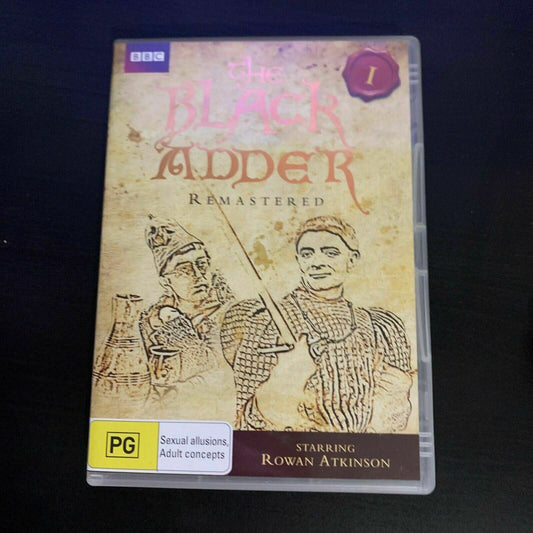 BBC
I
THE
BLACK
ADDER
REMASTERED
PG
Sexual allusions,
Adult concepts
STARRING
ROWAN ATKINSON